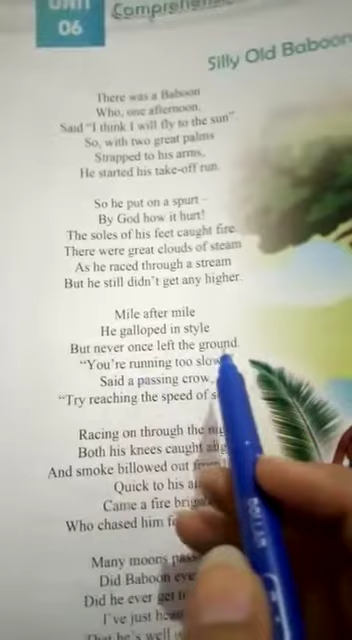 UNIT
06
Comprehen
Silly Old Baboon
There was a Baboon
Who, one afternoon,
Said "I think I will fly to the sun"
So, with two great palms
Strapped to his arms,
He started his take-off run.
So he put on a spurt -
By God how it hurt!
The soles of his feet caught fire
There were great clouds of steam
As he raced through a stream
But he still didn't get any higher.
Mile after mile
He galloped in style
But never once left the ground.
"You're running too slow
Said a passing crow,
"Try reaching the speed of s
Racing on through the
Both his knees caught
And smoke billowed out
Quick to his
Came a fire brig
Who chased him
Many moons
Did Baboon
Did he ever get
I've just
That he's well
DOLLAR